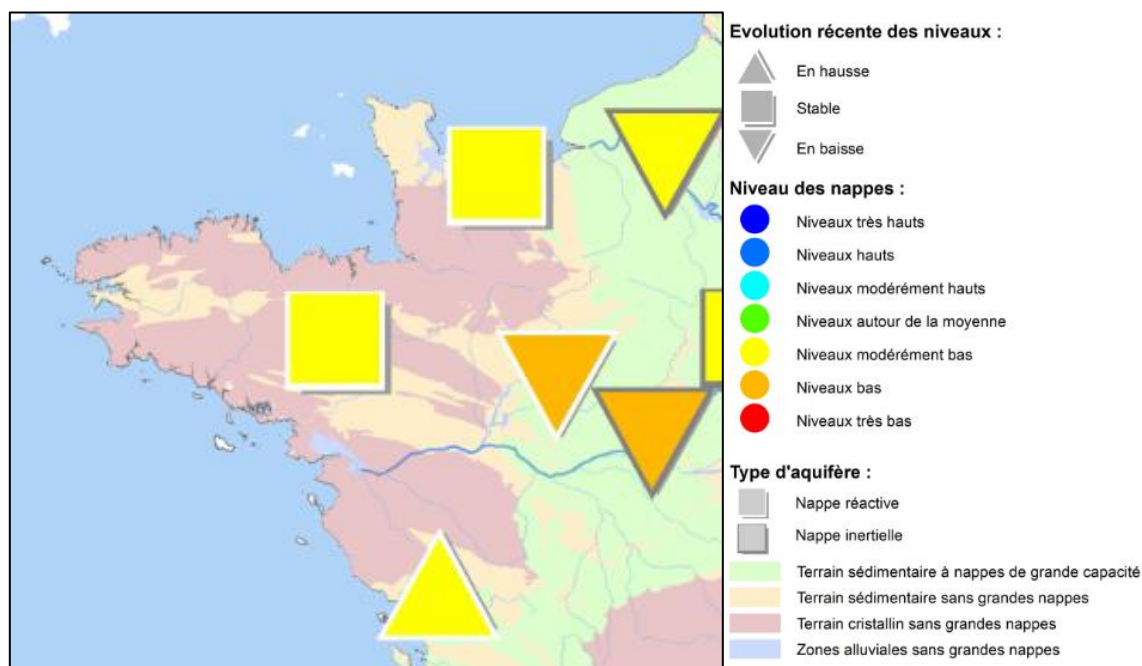 Evolution récente des niveaux :
En hausse
Stable
En baisse
Niveau des nappes :
Niveaux très hauts
Niveaux hauts
Niveaux modérément hauts
Niveaux autour de la moyenne
Niveaux modérément bas
Niveaux bas
Niveaux très bas
Type d'aquifère :
Nappe réactive
Nappe inertielle
Terrain sédimentaire à nappes de grande capacité
Terrain sédimentaire sans grandes nappes
Terrain cristallin sans grandes nappes
Zones alluviales sans grandes nappes